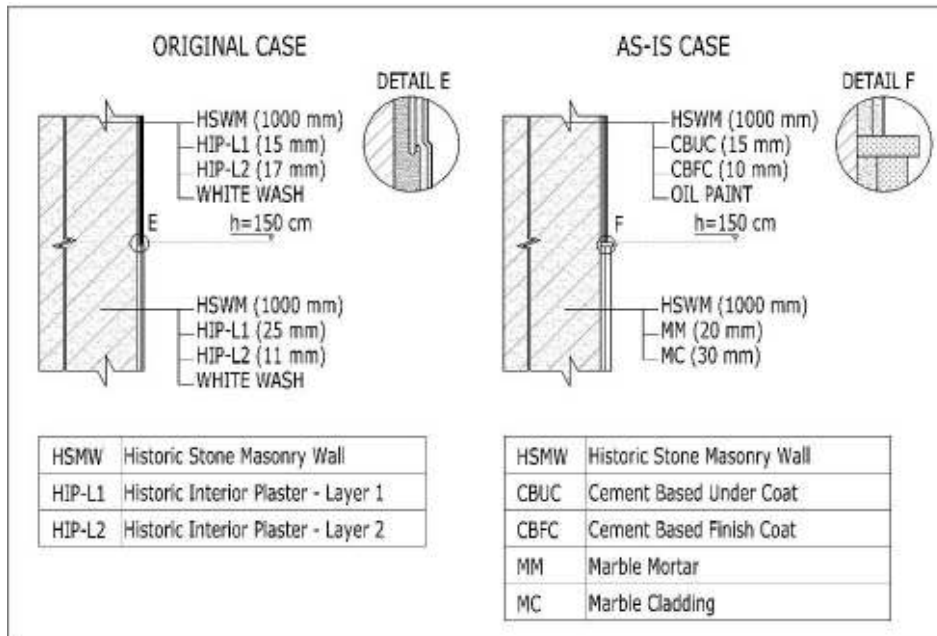 ORIGINAL CASE
DETAIL E
HSWM (1000 mm)
HIP-L1 (15 mm)
HIP-L2 (17 mm)
WHITE WASH
E
h=150 cm
HSWM (1000 mm)
HIP-L1 (25 mm)
HIP-L2 (11 mm)
WHITE WASH
HSMW Historic Stone Masonry Wall
HIP-L1 Historic Interior Plaster - Layer 1
HIP-L2 Historic Interior Plaster - Layer 2
AS-IS CASE
DETAIL F
HSWM (1000 mm)
CBUC (15 mm)
CBFC (10 mm)
OIL PAINT
F
h=150 cm
HSWM (1000 mm)
MM (20 mm)
MC (30 mm)
HSMW Historic Stone Masonry Wall
CBUC Cement Based Under Coat
CBFC Cement Based Finish Coat
MM Marble Mortar
MC Marble Cladding